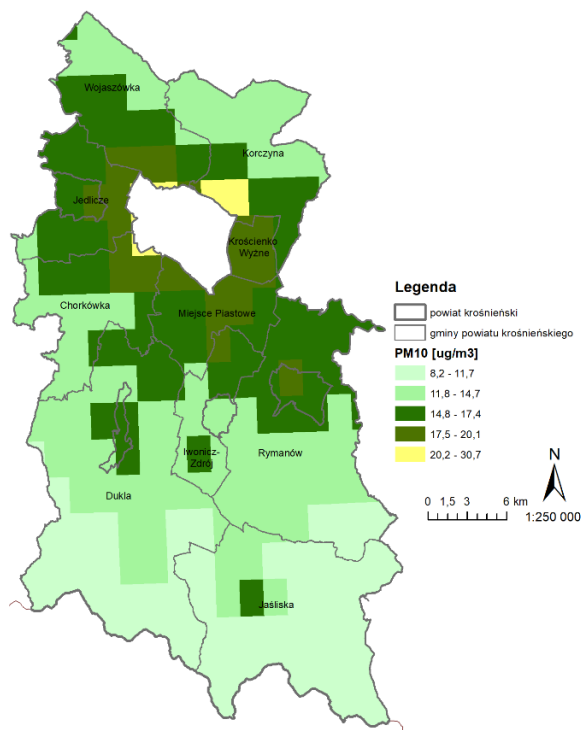 Wojaszówka
Korczyna
Jedlicze
Krościenko
Wyżne
Chorkówka
Miejsce Piastowe
Iwonicz-
Zdrój
Rymanów
Dukla
Jaśliska
Legenda
powiat krośnieński
gminy powiatu krośnieńskiego
PM10 [ug/m3]
8,2 - 11,7
11,8 - 14,7
14,8 - 17,4
17,5 - 20,1
20,2 - 30,7
N
0 1,5 3 6 km
1:250 000